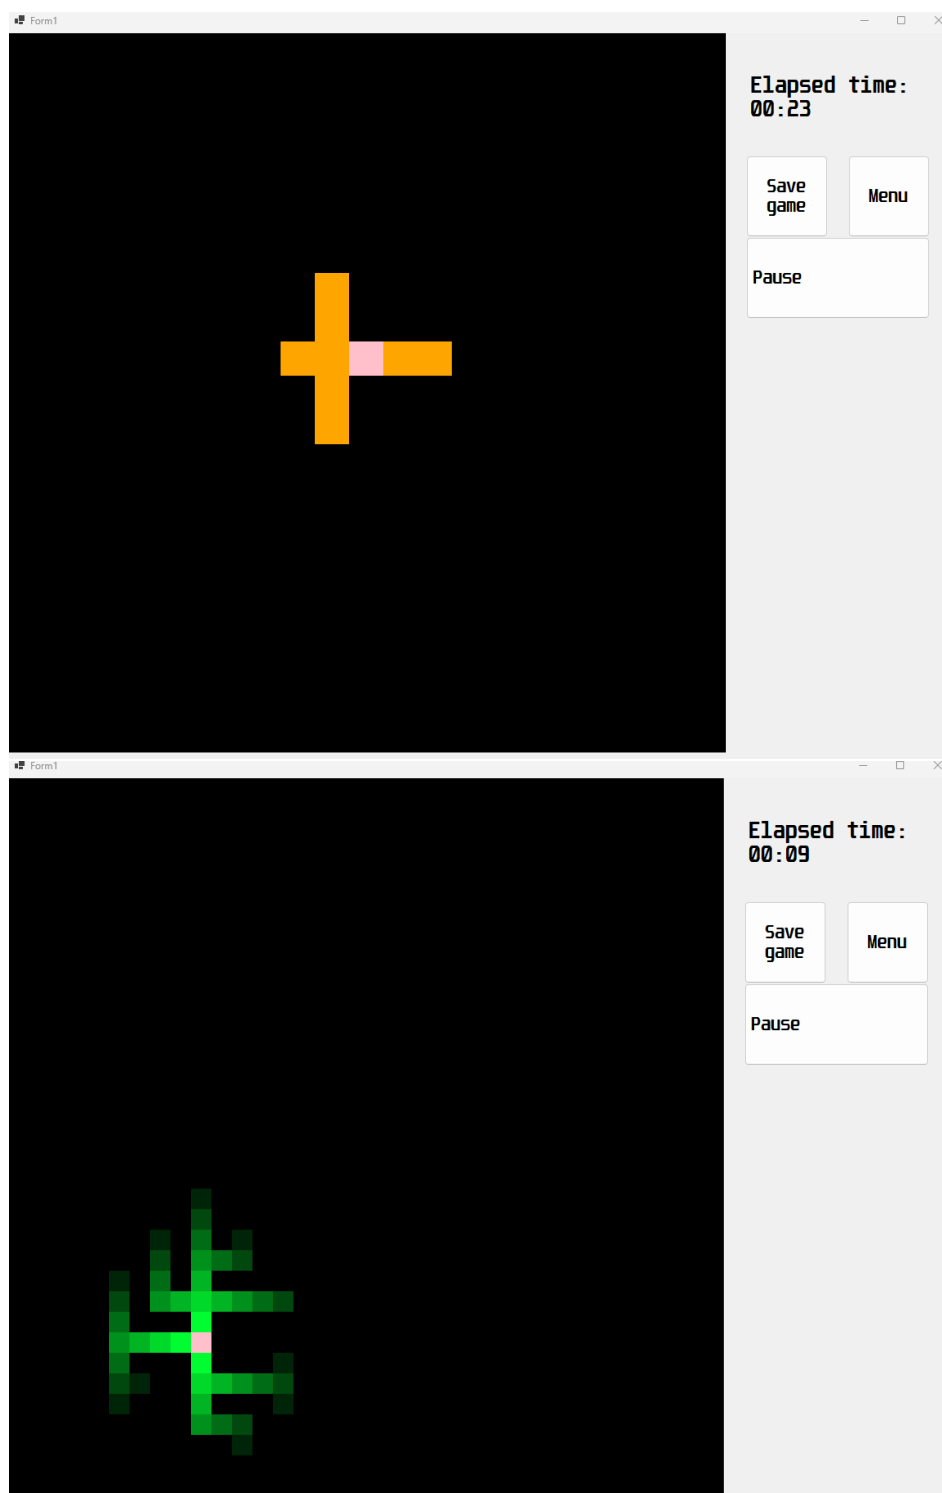 Form1
Elapsed time:
00:23
Save
game
Menu
Pause
Form1
Elapsed time:
00:09
Save
game
Menu
Pause